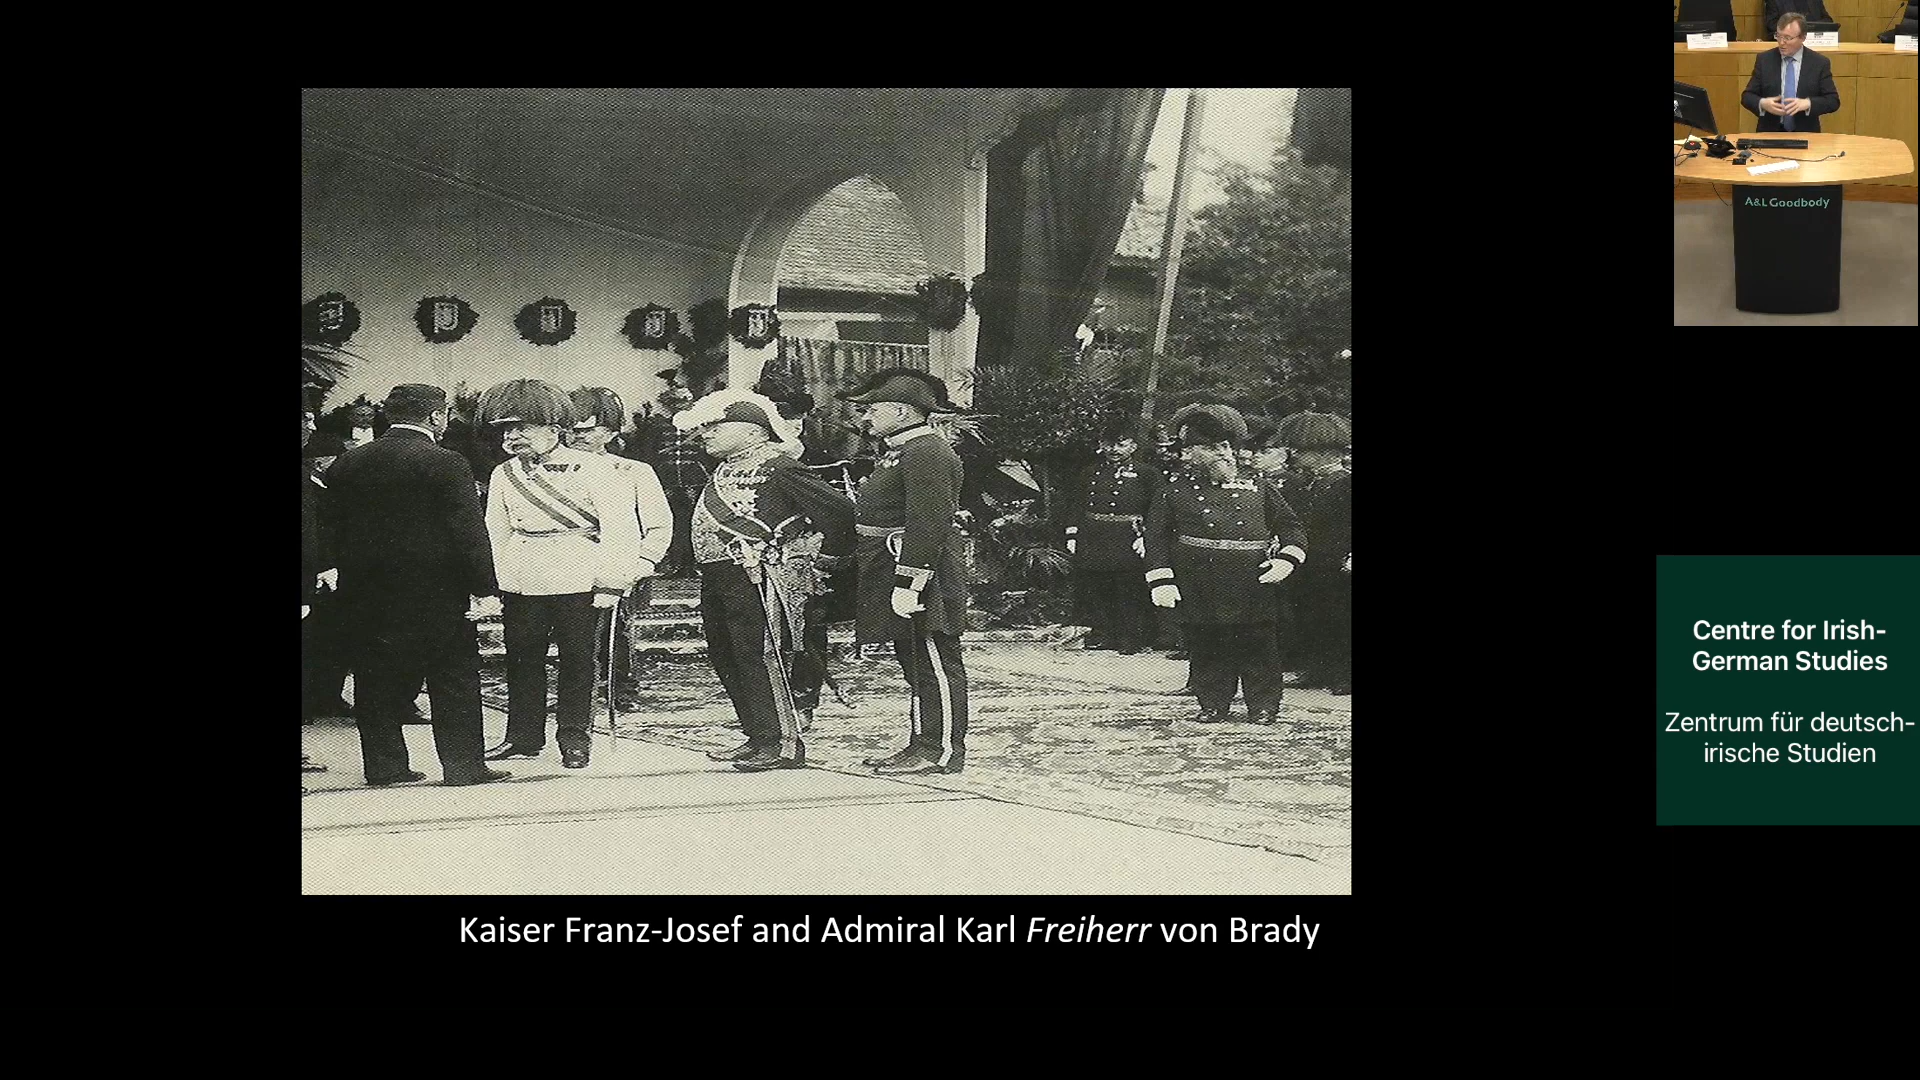 A&L Goodbody
Centre for Irish-
German Studies
Zentrum für deutsch-
irische Studien
Kaiser Franz-Josef and Admiral Karl Freiherr von Brady